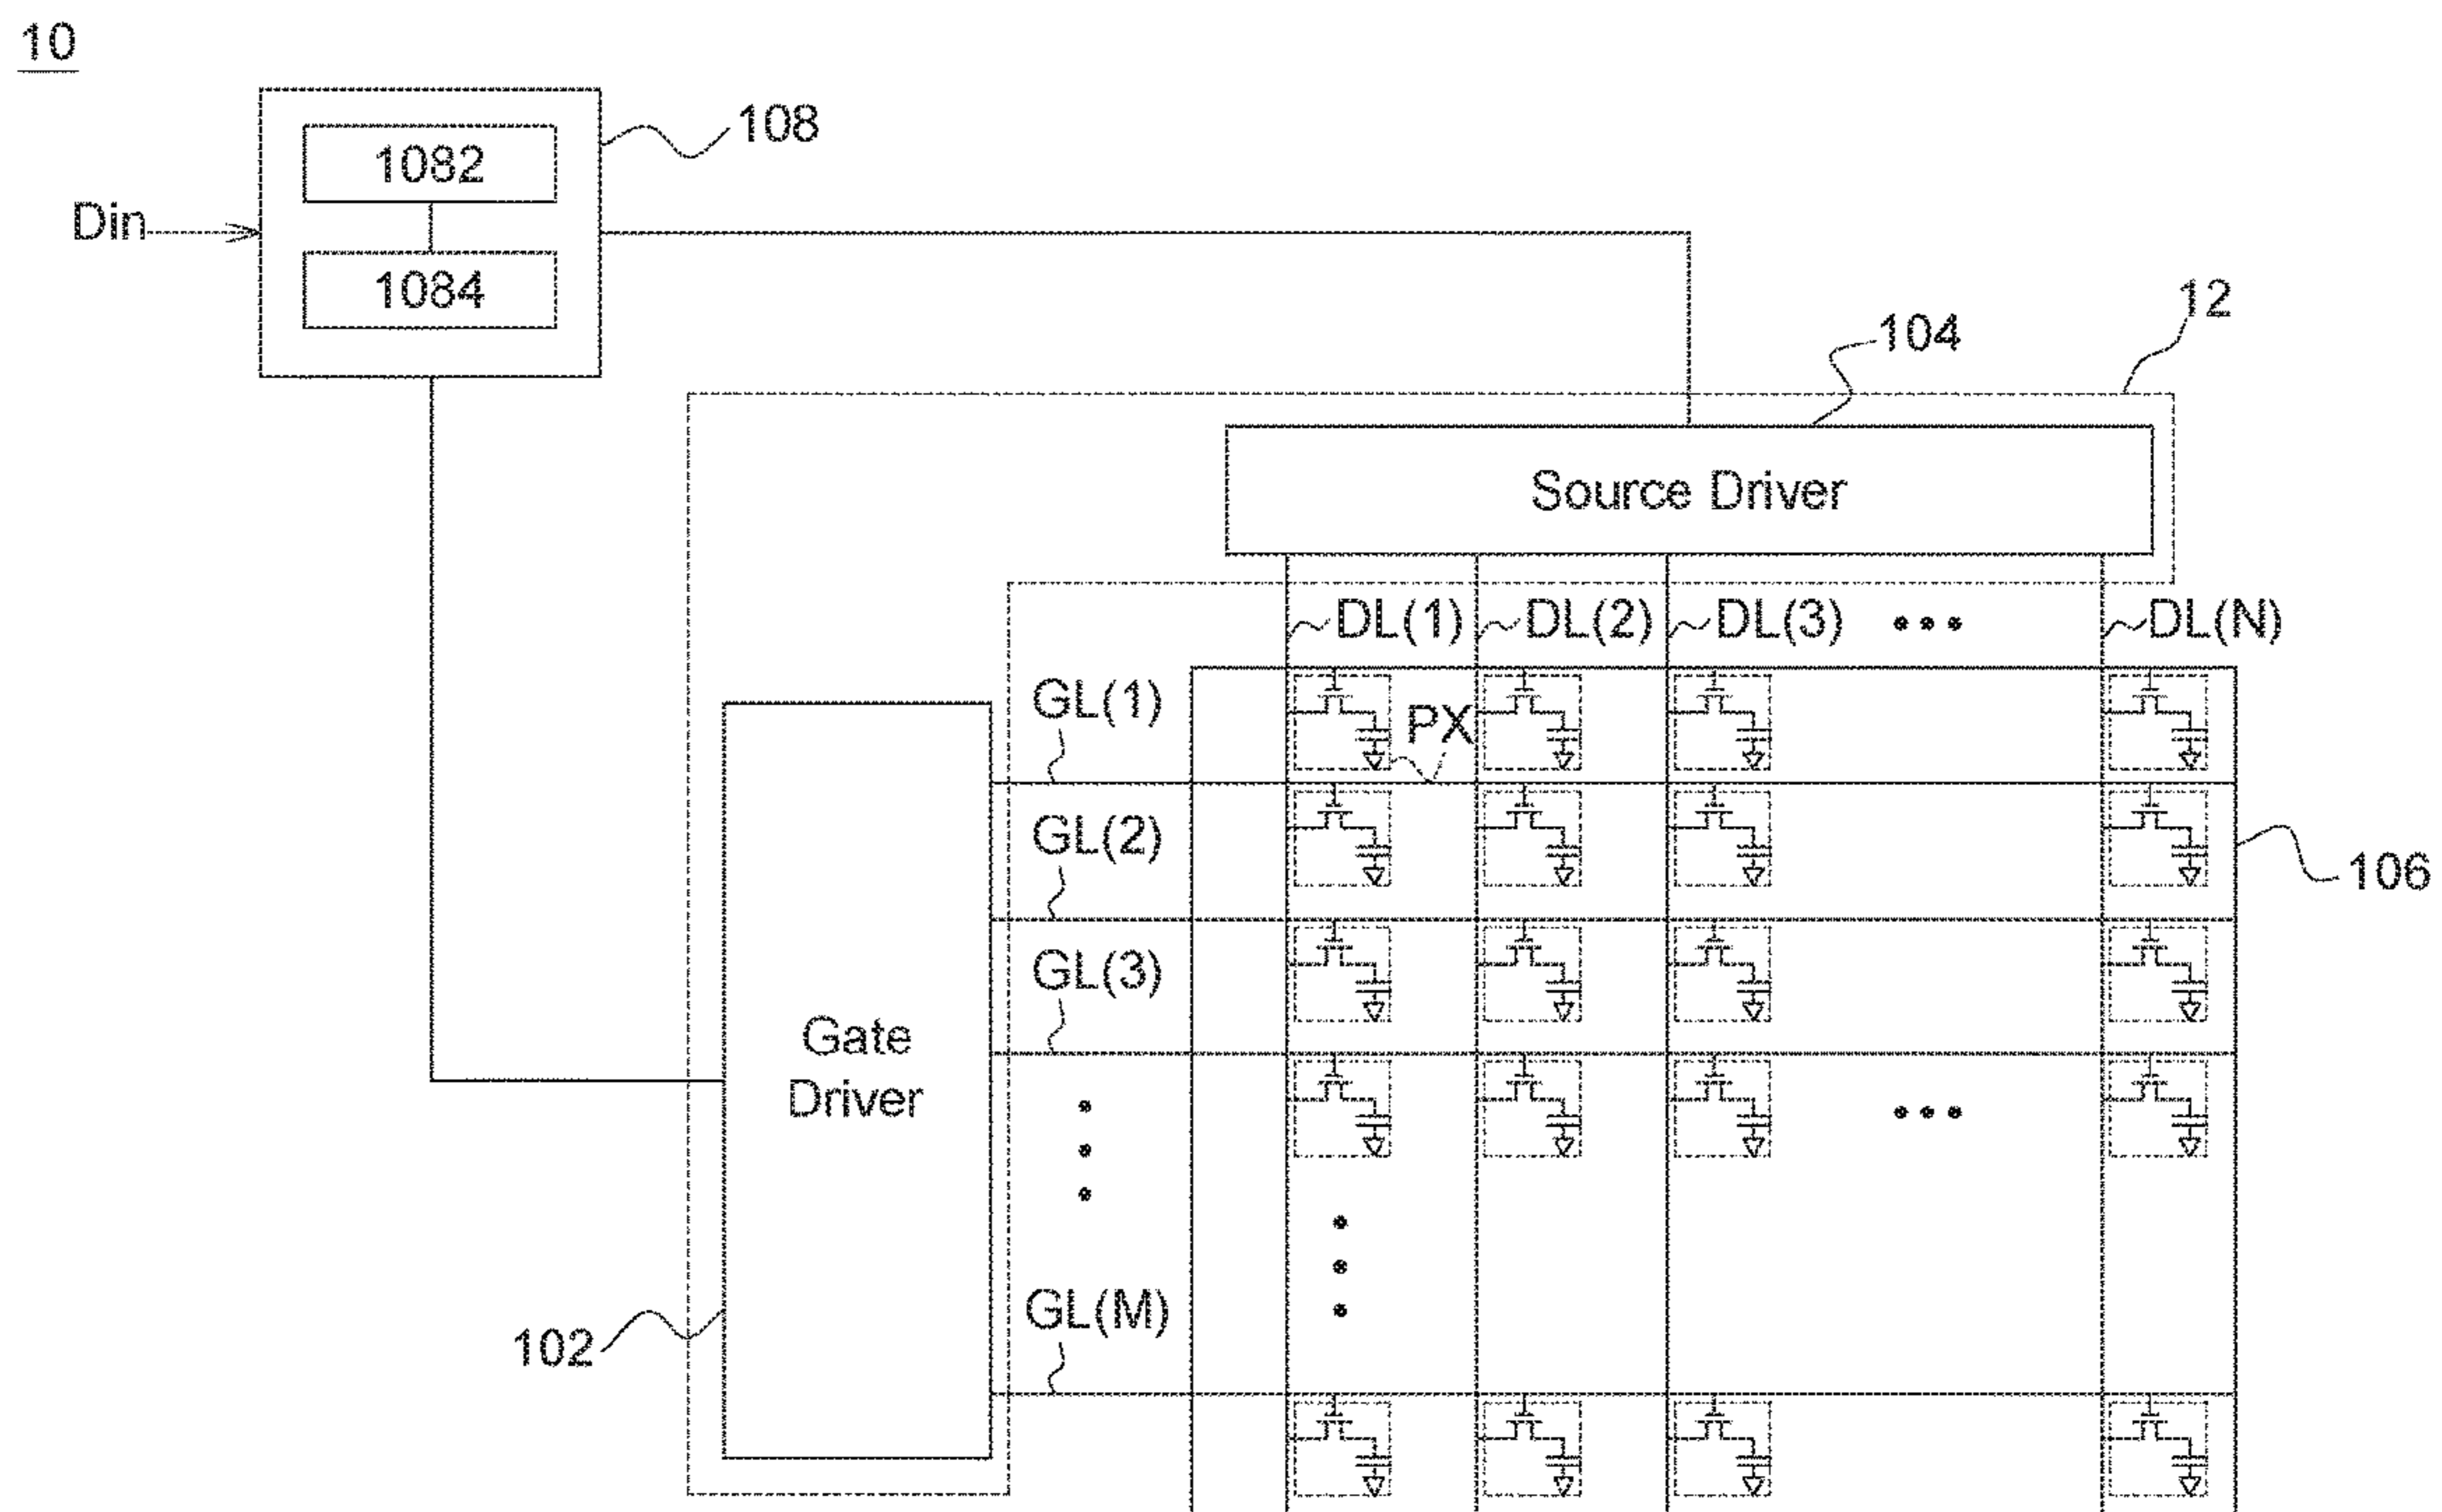 10
108
1082
Din
1084
12
104
Source Driver
DL(1)
DL(2)
DL(3)
•••
DL(N)
GL(1)
PX
GL(2)
106
GL(3)
Gate
Driver
•••
GL(M)
102